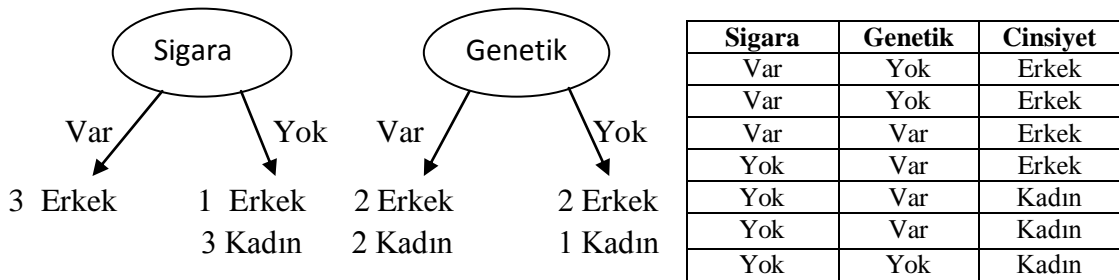 Sigara
Var Yok
3 Erkek 1 Erkek
3 Kadın
Genetik
Var Yok
2 Erkek 2 Erkek
2 Kadın 1 Kadın
Sigara Genetik Cinsiyet
Var Yok Erkek
Var Yok Erkek
Var Var Erkek
Yok Var Erkek
Yok Var Kadın
Yok Var Kadın
Yok Yok Kadın